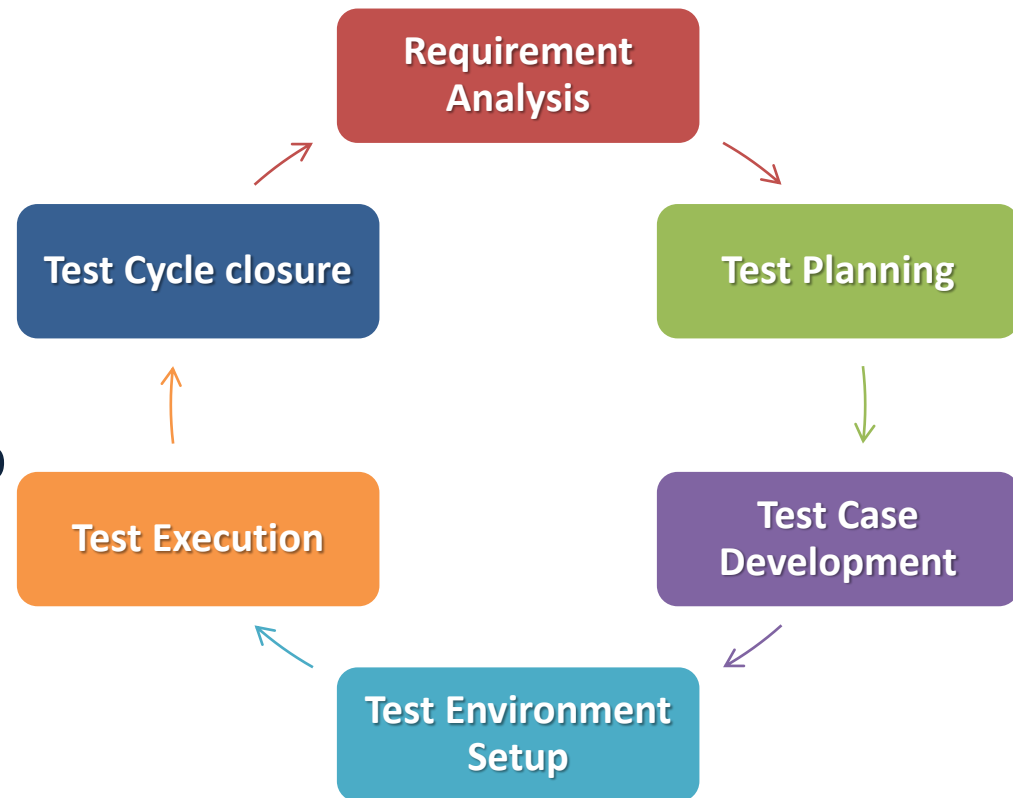 Requirement
Analysis
Test Cycle closure
Test Planning
Test Execution
Test Case
Development
Test Environment
Setup